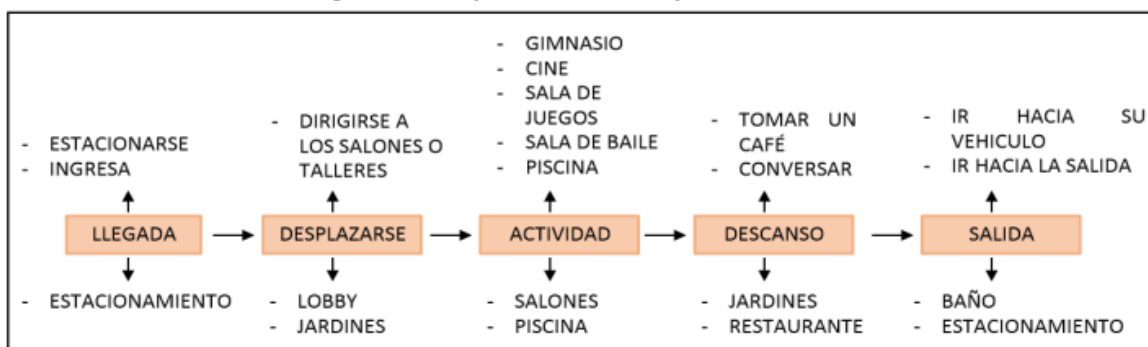 - ESTACIONARSE
- INGRESA
- DIRIGIRSE A
LOS SALONES O
TALLERES
- GIMNASIO
- CINE
- SALA DE
JUEGOS
- SALA DE BAILE
- PISCINA
- TOMAR UN
CAFÉ
- CONVERSAR
- IR HACIA SU
VEHICULO
- IR HACIA LA SALIDA
LLEGADA
DESPLAZARSE
ACTIVIDAD
DESCANSO
SALIDA
- ESTACIONAMIENTO
- LOBBY
- JARDINES
- SALONES
- PISCINA
- JARDINES
- RESTAURANTE
- BAÑO
- ESTACIONAMIENTO